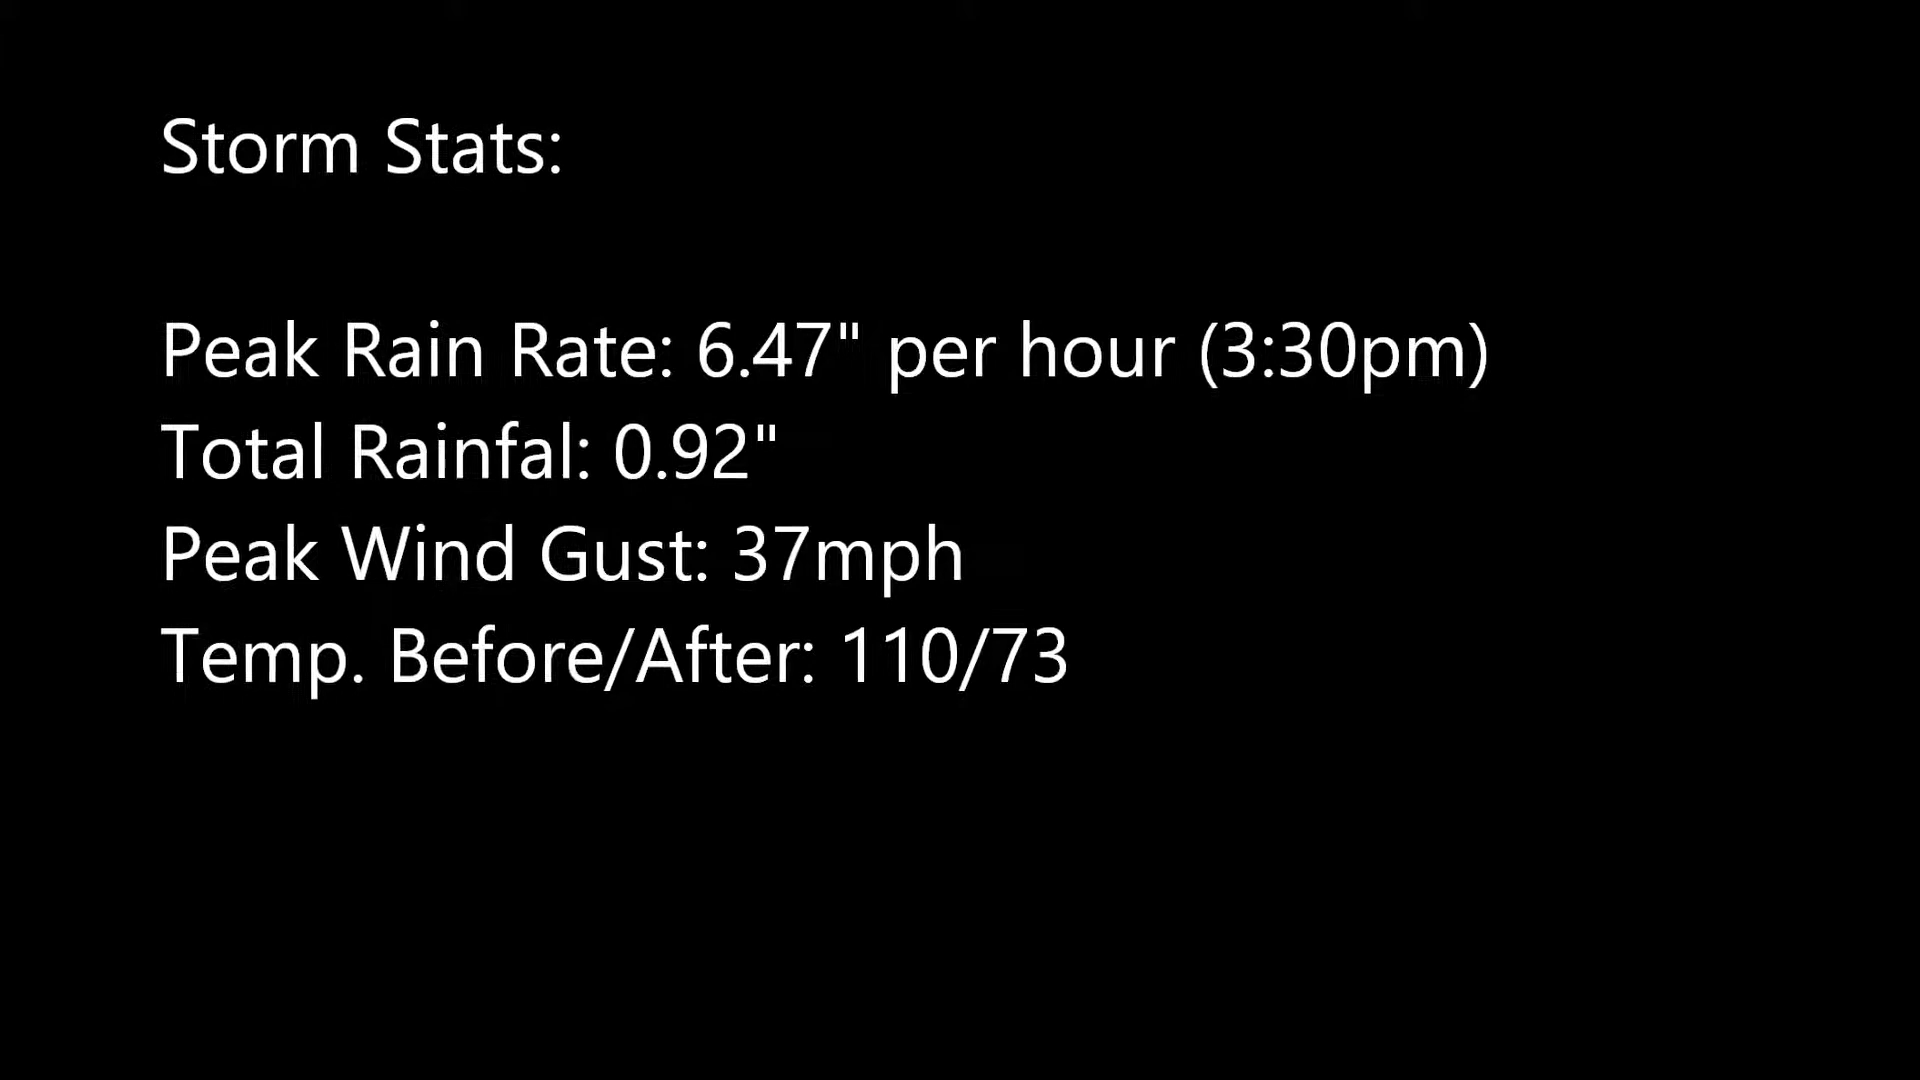 Storm Stats:
Peak Rain Rate: 6.47" per hour (3:30pm)
Total Rainfal: 0.92"
Peak Wind Gust: 37mph
Temp. Before/After: 110/73